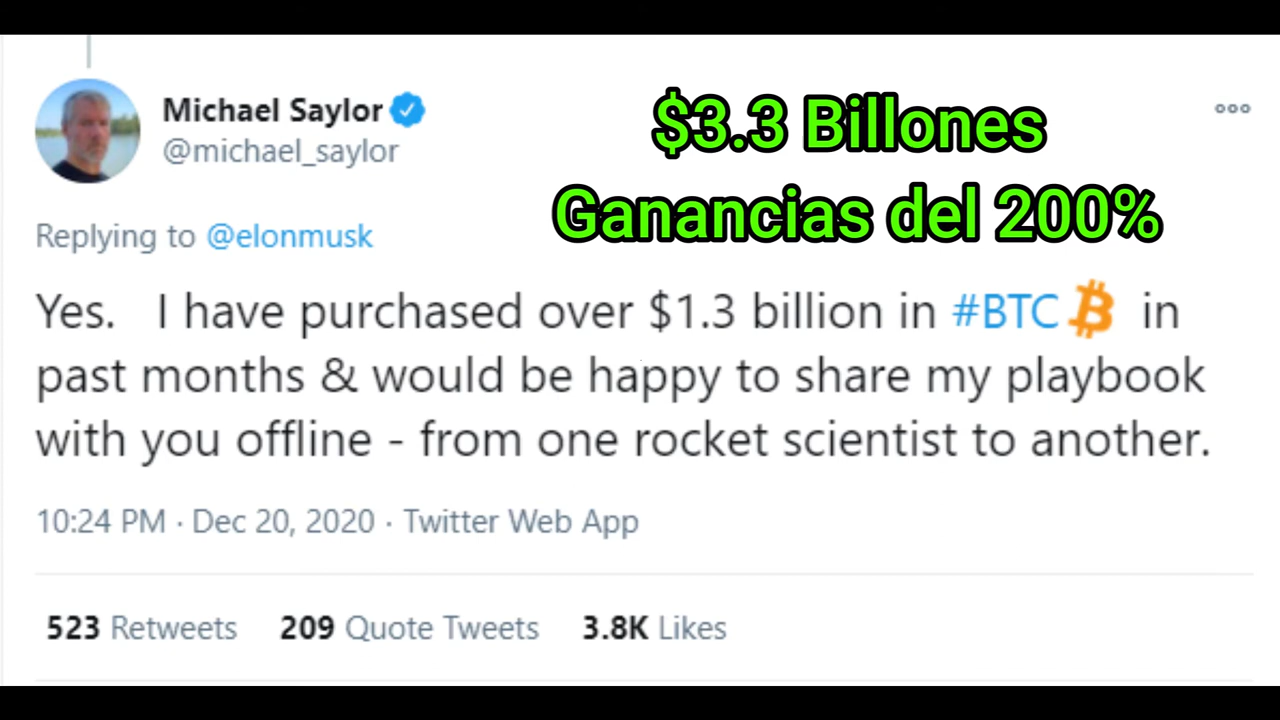 Michael Saylor
@michael_saylor
$3.3 Billones
Ganancias del 200%
Replying to @elonmusk
Yes. I have purchased over $1.3 billion in #BTC in
past months & would be happy to share my playbook
with you offline - from one rocket scientist to another.
10:24 PM · Dec 20, 2020 · Twitter Web App
523 Retweets 209 Quote Tweets 3.8K Likes